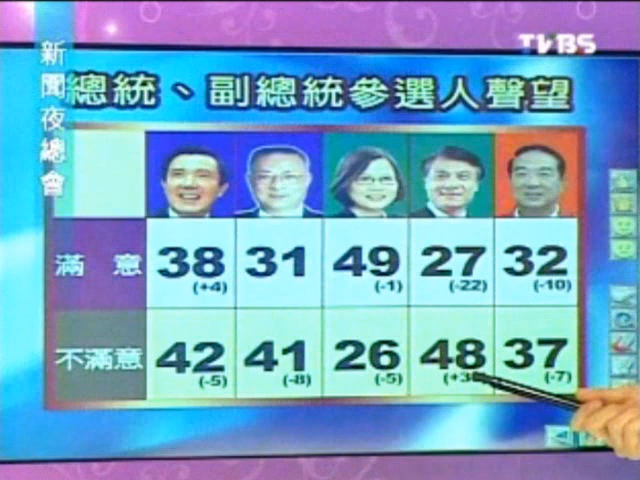 TVBS
新聞夜總會
總統、副總統參選人聲望
滿意 38 31 49 27 32
(+4) (-1) (-22) (-10)
不滿意 42 41 26 48 37
(-5) (-8) (-5) (-7)